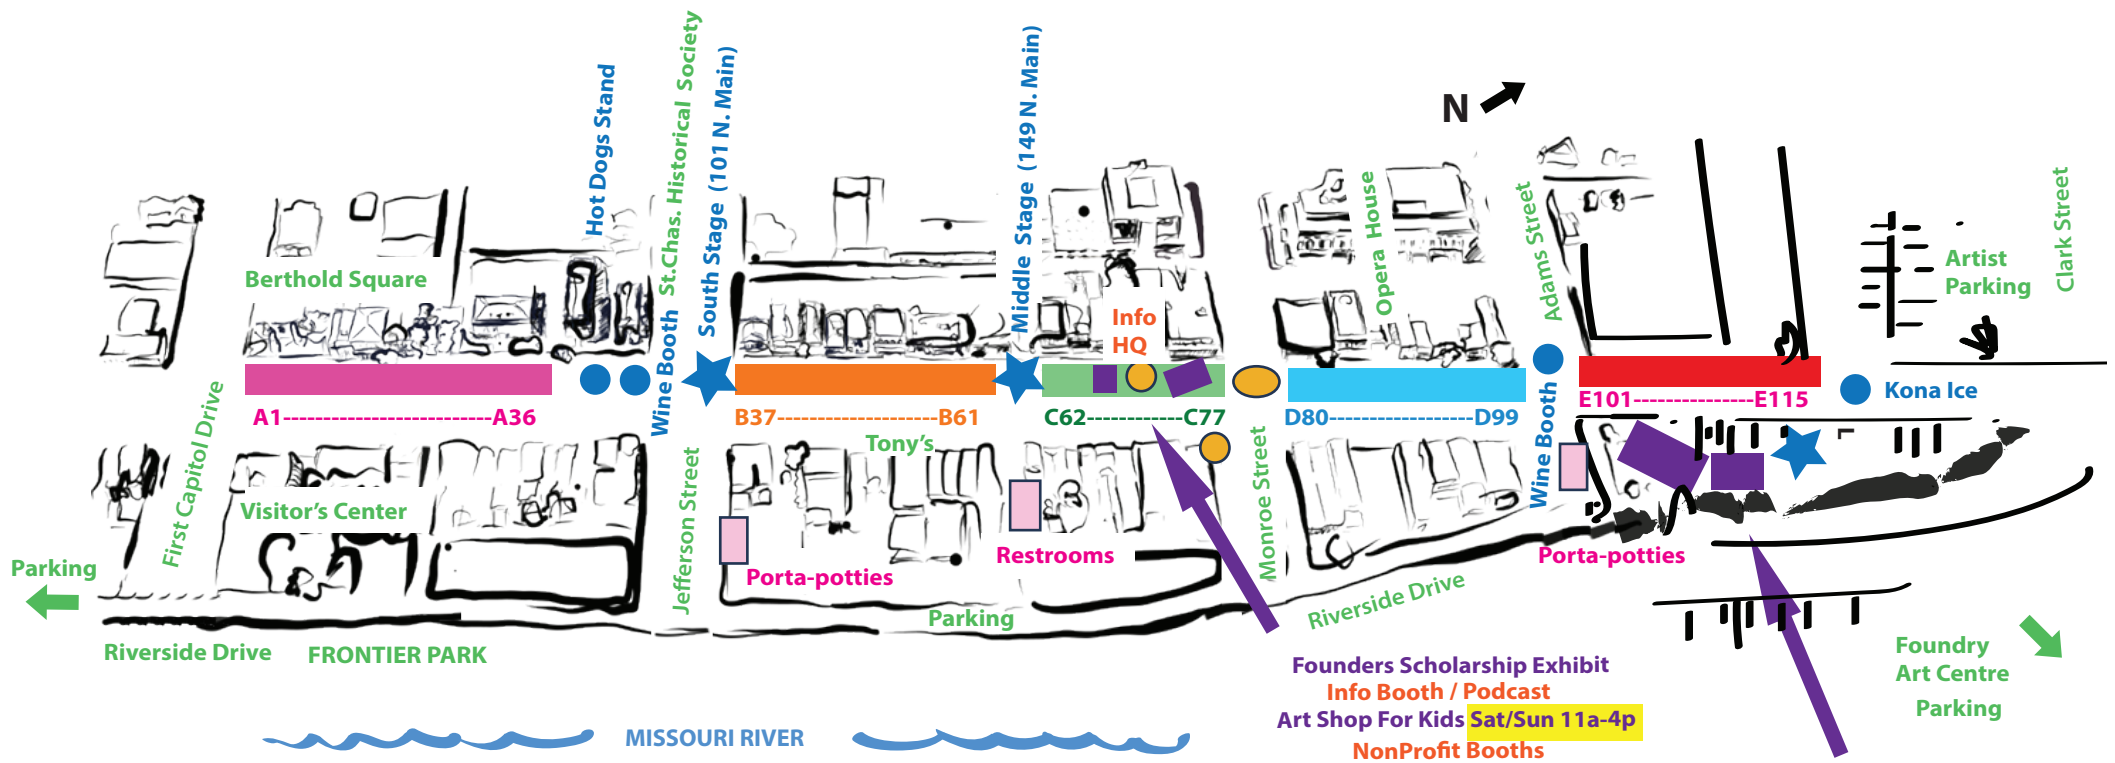 N
Hot Dogs Stand
St.Chas. Historical Society
South Stage (101 N. Main)
Middle Stage (149 N. Main)
Opera House
Adams Street
Clark Street
Artist
Parking
Berthold Square
Info
HQ
Wine Booth
A1--------------------------A36
B37--------------------B61
C62------------C77
D80------------------D99
E101---------------E115
Kona Ice
Tony's
First Capitol Drive
Visitor's Center
Jefferson Street
Monroe Street
Wine Booth
Restrooms
Porta-potties
Porta-potties
Parking
Parking
Riverside Drive
Riverside Drive
FRONTIER PARK
Founders Scholarship Exhibit
Info Booth / Podcast
Art Shop For Kids Sat/Sun 11a-4p
NonProfit Booths
Foundry
Art Centre
Parking
MISSOURI RIVER